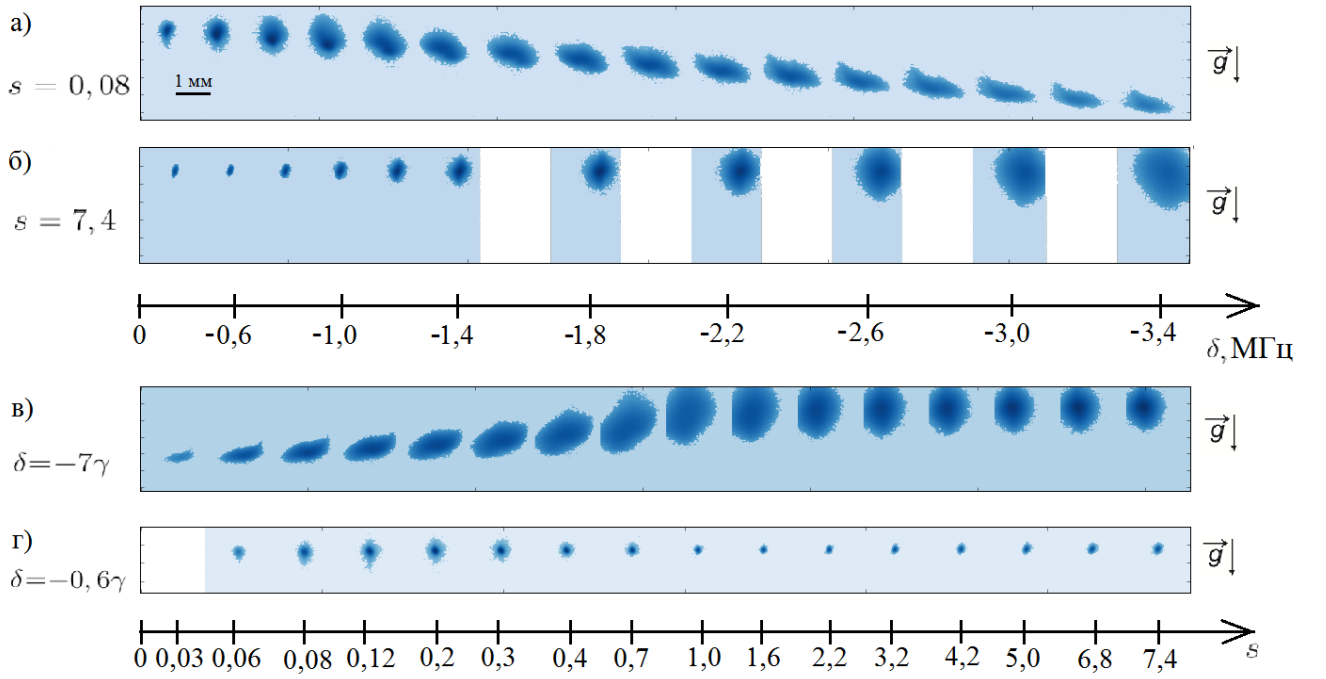 а)
s = 0,08
1 мм
g
б)
s = 7,4
g
0 -0,6 -1,0 -1,4 -1,8 -2,2 -2,6 -3,0 -3,4
δ, МГц
в)
δ=−7γ
g
г)
δ=−0,6γ
g
0 0,03 0,06 0,08 0,12 0,2 0,3 0,4 0,7 1,0 1,6 2,2 3,2 4,2 5,0 6,8 7,4
s